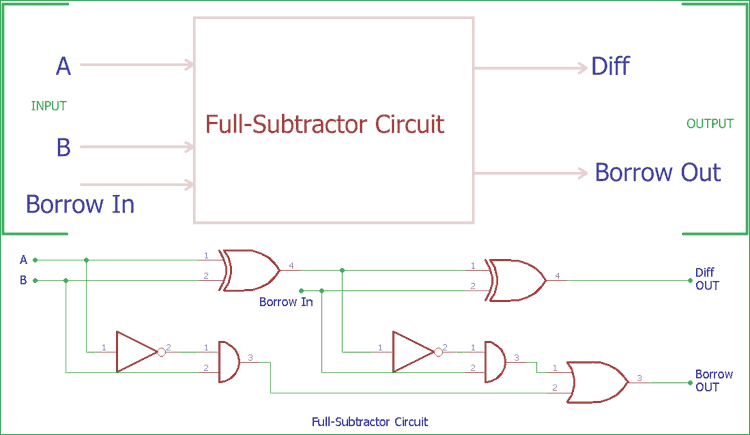 A
INPUT
B
Borrow In
Full-Subtractor Circuit
Diff
OUTPUT
Borrow Out
A
B
1
2
4
Borrow In
1
2
4
Diff
OUT
1
2
1
2
3
1
2
1
2
3
1
2
3
Borrow
OUT
Full-Subtractor Circuit